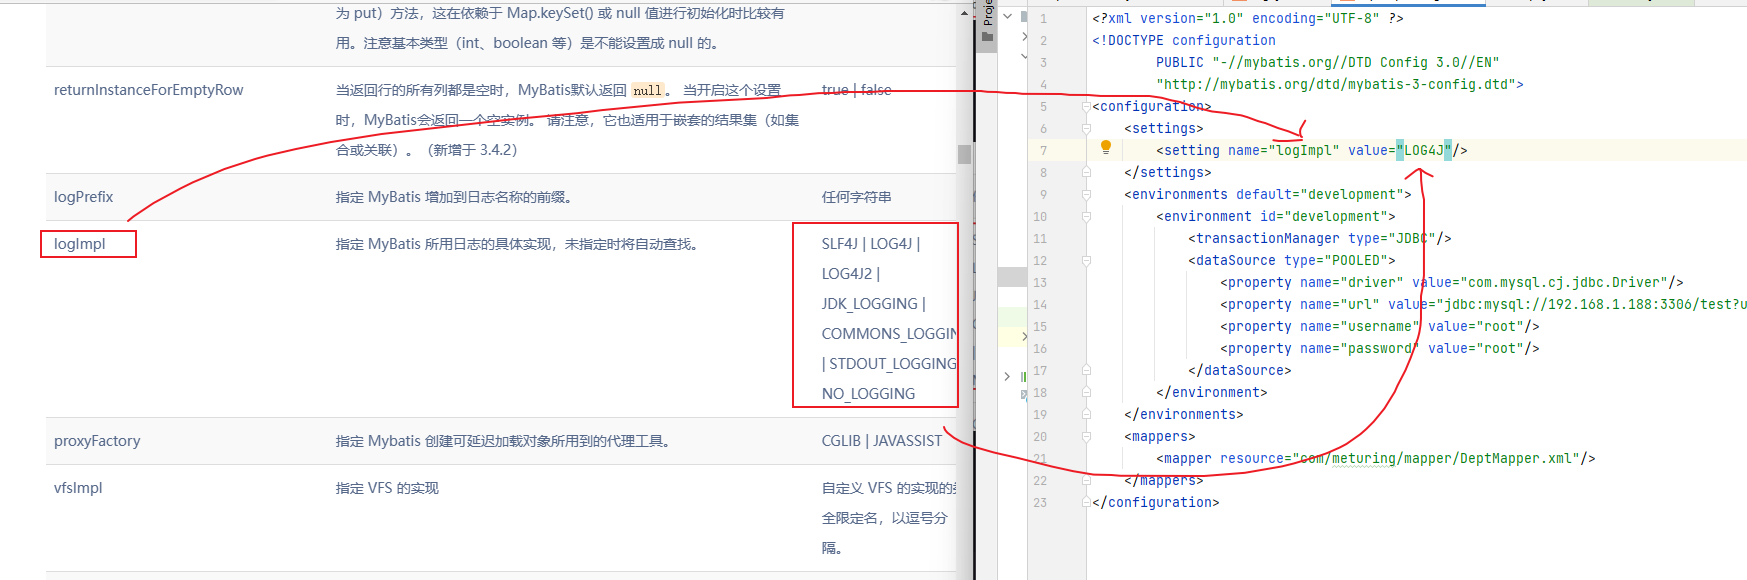 为 put）方法，这在依赖于 Map.keySet() 或 null 值进行初始化时比较有
用。注意基本类型（int、boolean 等）是不能设置成 null 的。
returnInstanceForEmptyRow
当返回行的所有列都是空时，MyBatis默认返回 null。 当开启这个设置
时，MyBatis会返回一个空实例。 请注意，它也适用于嵌套的结果集（如集
合或关联）。（新增于 3.4.2）
true | false
logPrefix
指定 MyBatis 增加到日志名称的前缀。
任何字符串
logImpl
指定 MyBatis 所用日志的具体实现，未指定时将自动查找。
SLF4J | LOG4J |
LOG4J2 |
JDK_LOGGING |
COMMONS_LOGGIN
| STDOUT_LOGGING
NO_LOGGING
proxyFactory
指定 Mybatis 创建可延迟加载对象所用到的代理工具。
CGLIB | JAVASSIST
vfsImpl
指定 VFS 的实现
自定义 VFS 的实现的
全限定名，以逗号分
隔。
Proje
1 <?xml version="1.0" encoding="UTF-8" ?>
2 <!DOCTYPE configuration
3 PUBLIC "-//mybatis.org//DTD Config 3.0//EN"
4 "http://mybatis.org/dtd/mybatis-3-config.dtd">
5 <configuration>
6 <settings>
7 <setting name="logImpl" value="LOG4J"/>
8 </settings>
9 <environments default="development">
10 <environment id="development">
11 <transactionManager type="JDBC"/>
12 <dataSource type="POOLED">
13 <property name="driver" value="com.mysql.cj.jdbc.Driver"/>
14 <property name="url" value="jdbc:mysql://192.168.1.188:3306/test?u
15 <property name="username" value="root"/>
16 <property name="password" value="root"/>
17 </dataSource>
18 </environment>
19 </environments>
20 <mappers>
21 <mapper resource="com/meturing/mapper/DeptMapper.xml"/>
22 </mappers>
23 </configuration>